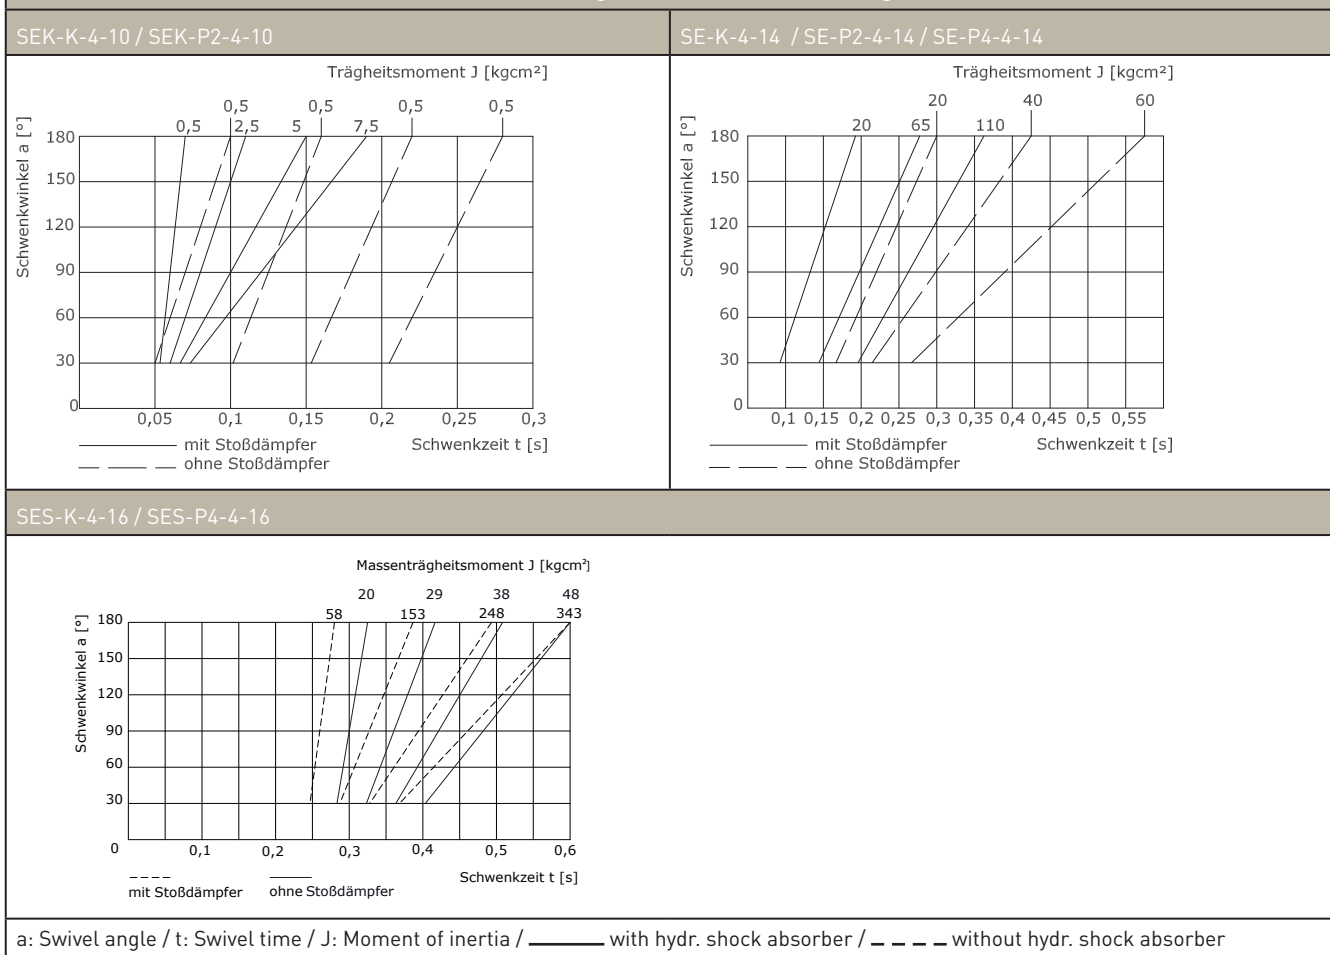 SEK-K-4-10 / SEK-P2-4-10
SE-K-4-14 / SE-P2-4-14 / SE-P4-4-14
Trägheitsmoment J [kgcm²]
0,5 0,5 0,5 0,5
0,5 2,5 5 7,5
Schwenkwinkel a [°]
180
150
120
90
60
30
0
0,05 0,1 0,15 0,2 0,25 0,3
mit Stoßdämpfer
Schwenkzeit t [s]
ohne Stoßdämpfer
Trägheitsmoment J [kgcm²]
20 40 60
20 65 110
Schwenkwinkel a [°]
180
150
120
90
60
30
0
0,1 0,15 0,2 0,25 0,3 0,35 0,4 0,45 0,5 0,55
mit Stoßdämpfer
Schwenkzeit t [s]
ohne Stoßdämpfer
SES-K-4-16 / SES-P4-4-16
Massenträgheitsmoment J [kgcm²]
20 29 38 48
58 153 248 343
Schwenkwinkel a [°]
180
150
120
90
60
30
0 0,1 0,2 0,3 0,4 0,5 0,6
Schwenkzeit t [s]
mit Stoßdämpfer ohne Stoßdämpfer
a: Swivel angle / t: Swivel time / J: Moment of inertia / with hydr. shock absorber / without hydr. shock absorber